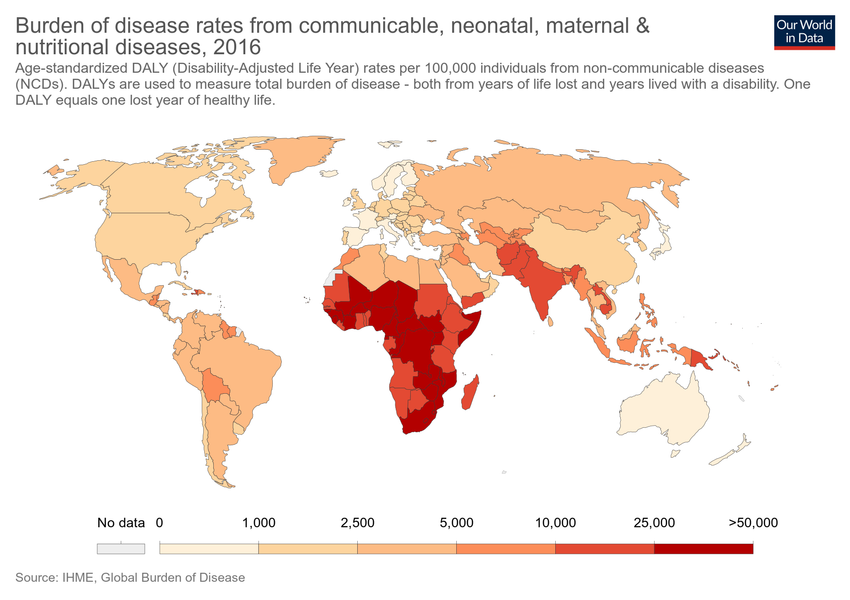 Burden of disease rates from communicable, neonatal, maternal &
nutritional diseases, 2016
Our World
in Data
Age-standardized DALY (Disability-Adjusted Life Year) rates per 100,000 individuals from non-communicable diseases
(NCDs). DALYs are used to measure total burden of disease - both from years of life lost and years lived with a disability. One
DALY equals one lost year of healthy life.
No data 0 1,000 2,500 5,000 10,000 25,000 >50,000
Source: IHME, Global Burden of Disease